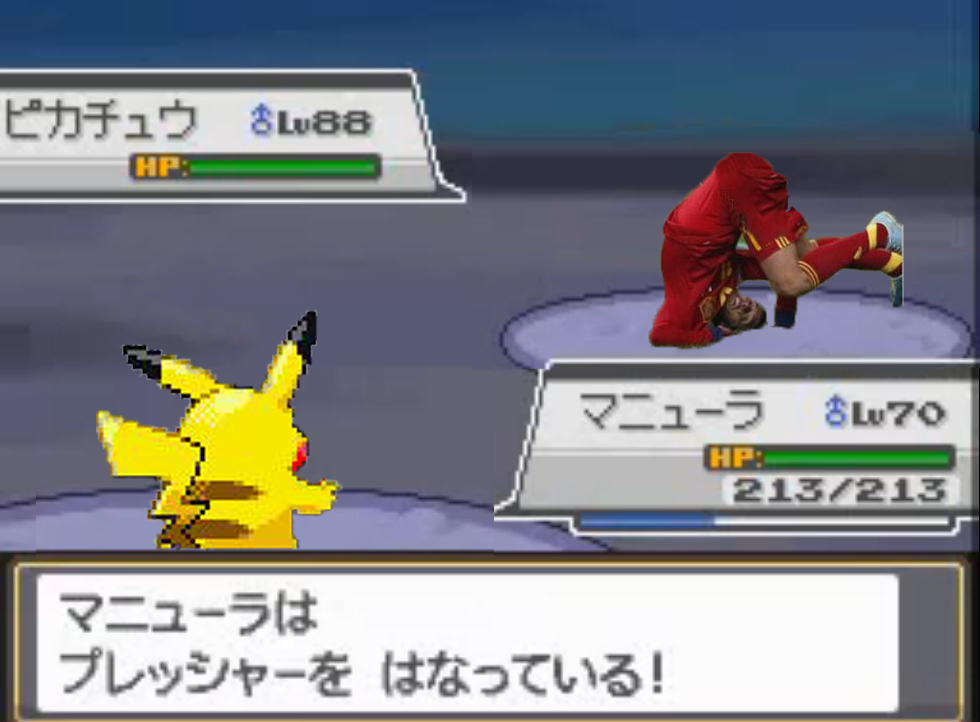 ピカチュウ ♂Lv88
HP:
マニューラ ♂Lv70
HP:
213/213
マニューラは
プレッシャーを はなっている!